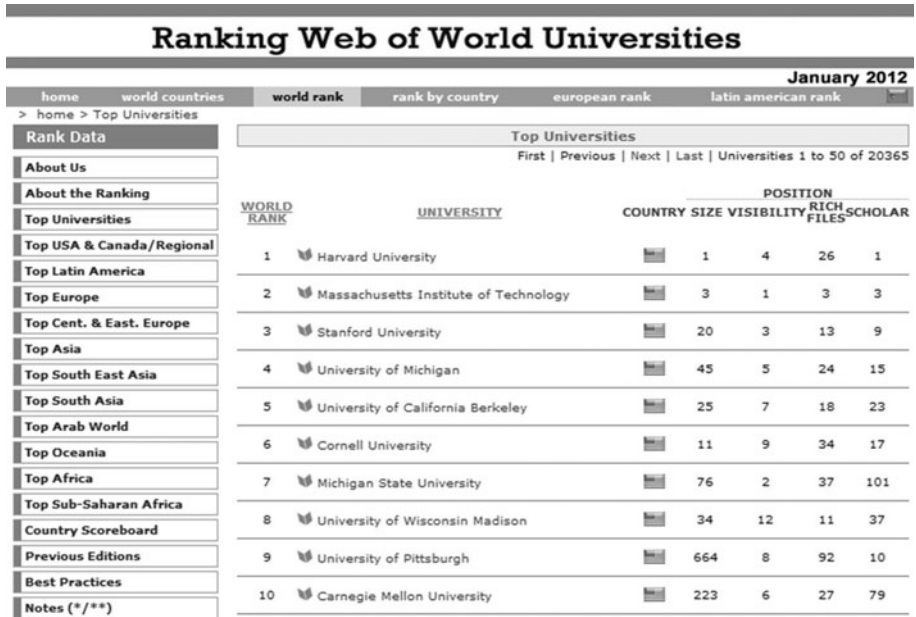 Ranking Web of World Universities
January 2012
home world countries world rank rank by country european rank latin american rank
> home > Top Universities
Rank Data
About Us
About the Ranking
Top Universities
Top USA & Canada/Regional
Top Latin America
Top Europe
Top Cent. & East. Europe
Top Asia
Top South East Asia
Top South Asia
Top Arab World
Top Oceania
Top Africa
Top Sub-Saharan Africa
Country Scoreboard
Previous Editions
Best Practices
Notes (*/**)
Top Universities
First | Previous | Next | Last | Universities 1 to 50 of 20365
POSITION
WORLD RANK UNIVERSITY COUNTRY SIZE VISIBILITY RICH FILES SCHOLAR
1 Harvard University 1 4 26 1
2 Massachusetts Institute of Technology 3 1 3 3
3 Stanford University 20 3 13 9
4 University of Michigan 45 5 24 15
5 University of California Berkeley 25 7 18 23
6 Cornell University 11 9 34 17
7 Michigan State University 76 2 37 101
8 University of Wisconsin Madison 34 12 11 37
9 University of Pittsburgh 664 8 92 10
10 Carnegie Mellon University 223 6 27 79